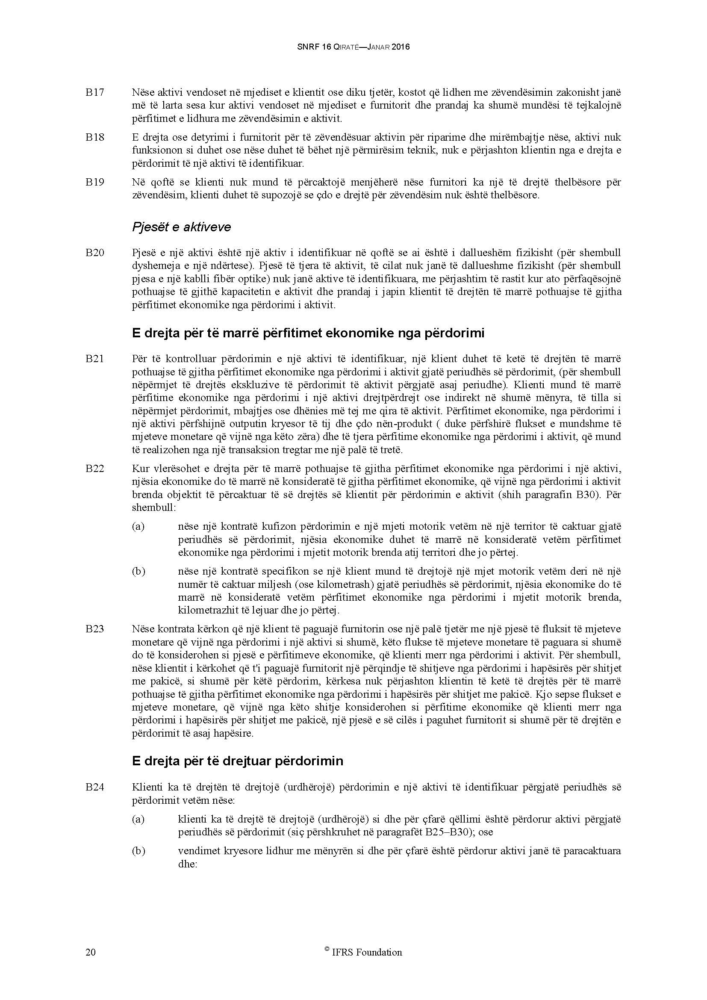 SNRF 16 QIRATË—JANAR 2016
B17 Nëse aktivi vendoset në mjediset e klientit ose diku tjetër, kostot që lidhen me zëvendësimin zakonisht janë
më të larta sesa kur aktivi vendoset në mjediset e furnitorit dhe prandaj ka shumë mundësi të tejkalojnë
përfitimet e lidhura me zëvendësimin e aktivit.
B18 E drejta ose detyrimi i furnitorit për të zëvendësuar aktivin për riparime dhe mirëmbajtje nëse, aktivi nuk
funksionon si duhet ose nëse duhet të bëhet një përmirësim teknik, nuk e përjashton klientin nga e drejta e
përdorimit të një aktivi të identifikuar.
B19 Në qoftë se klienti nuk mund të përcaktojë menjëherë nëse furnitori ka një të drejtë thelbësore për
zëvendësim, klienti duhet të supozojë se çdo e drejtë për zëvendësim nuk është thelbësore.
Pjesët e aktiveve
B20 Pjesë e një aktivi është një aktiv i identifikuar në qoftë se ai është i dallueshëm fizikisht (për shembull
dyshemeja e një ndërtese). Pjesë të tjera të aktivit, të cilat nuk janë të dallueshme fizikisht (për shembull
pjesa e një kablli fibër optike) nuk janë aktive të identifikuara, me përjashtim të rastit kur ato përfaqësojnë
pothuajse të gjithë kapacitetin e aktivit dhe prandaj i japin klientit të drejtën të marrë pothuajse të gjitha
përfitimet ekonomike nga përdorimi i aktivit.
E drejta për të marrë përfitimet ekonomike nga përdorimi
B21 Për të kontrolluar përdorimin e një aktivi të identifikuar, një klient duhet të ketë të drejtën të marrë
pothuajse të gjitha përfitimet ekonomike nga përdorimi i aktivit gjatë periudhës së përdorimit, (për shembull
nëpërmjet të drejtës ekskluzive të përdorimit të aktivit përgjatë asaj periudhe). Klienti mund të marrë
përfitime ekonomike nga përdorimi i një aktivi drejtpërdrejt ose indirekt në shumë mënyra, të tilla si
nëpërmjet përdorimit, mbajtjes ose dhënies më tej me qira të aktivit. Përfitimet ekonomike, nga përdorimi i
një aktivi përfshijnë outputin kryesor të tij dhe çdo nën-produkt ( duke përfshirë flukset e mundshme të
mjeteve monetare që vijnë nga këto zëra) dhe të tjera përfitime ekonomike nga përdorimi i aktivit, që mund
të realizohen nga një transaksion tregtar me një palë të tretë.
B22 Kur vlerësohet e drejta për të marrë pothuajse të gjitha përfitimet ekonomike nga përdorimi i një aktivi,
njësia ekonomike do të marrë në konsideratë të gjitha përfitimet ekonomike, që vijnë nga përdorimi i aktivit
brenda objektit të përcaktuar të së drejtës së klientit për përdorimin e aktivit (shih paragrafin B30). Për
shembull:
(a) nëse një kontratë kufizon përdorimin e një mjeti motorik vetëm në një territor të caktuar gjatë
periudhës së përdorimit, njësia ekonomike duhet të marrë në konsideratë vetëm përfitimet
ekonomike nga përdorimi i mjetit motorik brenda atij territori dhe jo përtej.
(b) nëse një kontratë specifikon se një klient mund të drejtojë një mjet motorik vetëm deri në një
numër të caktuar miljesh (ose kilometrash) gjatë periudhës së përdorimit, njësia ekonomike do të
marrë në konsideratë vetëm përfitimet ekonomike nga përdorimi i mjetit motorik brenda,
kilometrazhit të lejuar dhe jo përtej.
B23 Nëse kontrata kërkon që një klient të paguajë furnitorin ose një palë tjetër me një pjesë të fluksit të mjeteve
monetare që vijnë nga përdorimi i një aktivi si shumë, këto flukse të mjeteve monetare të paguara si shumë
do të konsiderohen si pjesë e përfitimeve ekonomike, që klienti merr nga përdorimi i aktivit. Për shembull,
nëse klientit i kërkohet që t'i paguajë furnitorit një përqindje të shitjeve nga përdorimi i hapësirës për shitjet
me pakicë, si shumë për këtë përdorim, kërkesa nuk përjashton klientin të ketë të drejtës për të marrë
pothuajse të gjitha përfitimet ekonomike nga përdorimi i hapësirës për shitjet me pakicë. Kjo sepse flukset e
mjeteve monetare, që vijnë nga këto shitje konsiderohen si përfitime ekonomike që klienti merr nga
përdorimi i hapësirës për shitjet me pakicë, një pjesë e së cilës i paguhet furnitorit si shumë për të drejtën e
përdorimit të asaj hapësire.
E drejta për të drejtuar përdorimin
B24 Klienti ka të drejtën të drejtojë (urdhërojë) përdorimin e një aktivi të identifikuar përgjatë periudhës së
përdorimit vetëm nëse:
(a) klienti ka të drejtë të drejtojë (urdhërojë) si dhe për çfarë qëllimi është përdorur aktivi përgjatë
periudhës së përdorimit (siç përshkruhet në paragrafët B25–B30); ose
(b) vendimet kryesore lidhur me mënyrën si dhe për çfarë është përdorur aktivi janë të paracaktuara
dhe:
20 © IFRS Foundation